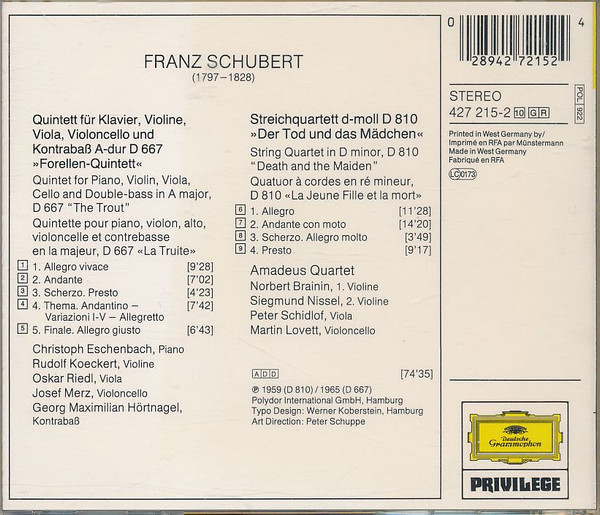 FRANZ SCHUBERT
(1797–1828)
Quintett für Klavier, Violine,
Viola, Violoncello und
Kontrabaß A-dur D 667
»Forellen-Quintett«
Quintet for Piano, Violin, Viola,
Cello and Double-bass in A major,
D 667 “The Trout”
Quintette pour piano, violon, alto,
violoncelle et contrebasse
en la majeur, D 667 «La Truite»
1 1. Allegro vivace [9'28]
2 2. Andante [7'02]
3 3. Scherzo. Presto [4'23]
4 4. Thema. Andantino – [7'42]
Variazioni I-V – Allegretto
5 5. Finale. Allegro giusto [6'43]
Christoph Eschenbach, Piano
Rudolf Koeckert, Violine
Oskar Riedl, Viola
Josef Merz, Violoncello
Georg Maximilian Hörtnagel,
Kontrabaß
Streichquartett d-moll D 810
»Der Tod und das Mädchen«
String Quartet in D minor, D 810
“Death and the Maiden”
Quatuor à cordes en ré mineur,
D 810 «La Jeune Fille et la mort»
6 1. Allegro [11'28]
7 2. Andante con moto [14'20]
8 3. Scherzo. Allegro molto [3'49]
9 4. Presto [9'17]
Amadeus Quartet
Norbert Brainin, 1. Violine
Siegmund Nissel, 2. Violine
Peter Schidlof, Viola
Martin Lovett, Violoncello
ADD [74'35]
℗ 1959 (D 810) / 1965 (D 667)
Polydor International GmbH, Hamburg
Typo Design: Werner Koberstein, Hamburg
Art Direction: Peter Schuppe
0 28942 72152 4
STEREO
427 215-2 10 G R
POL 922
Printed in West Germany by/
Imprimé en RFA par Münstermann
Made in West Germany
Fabriqué en RFA
LC 0173
Deutsche
Grammophon
PRIVILEGE